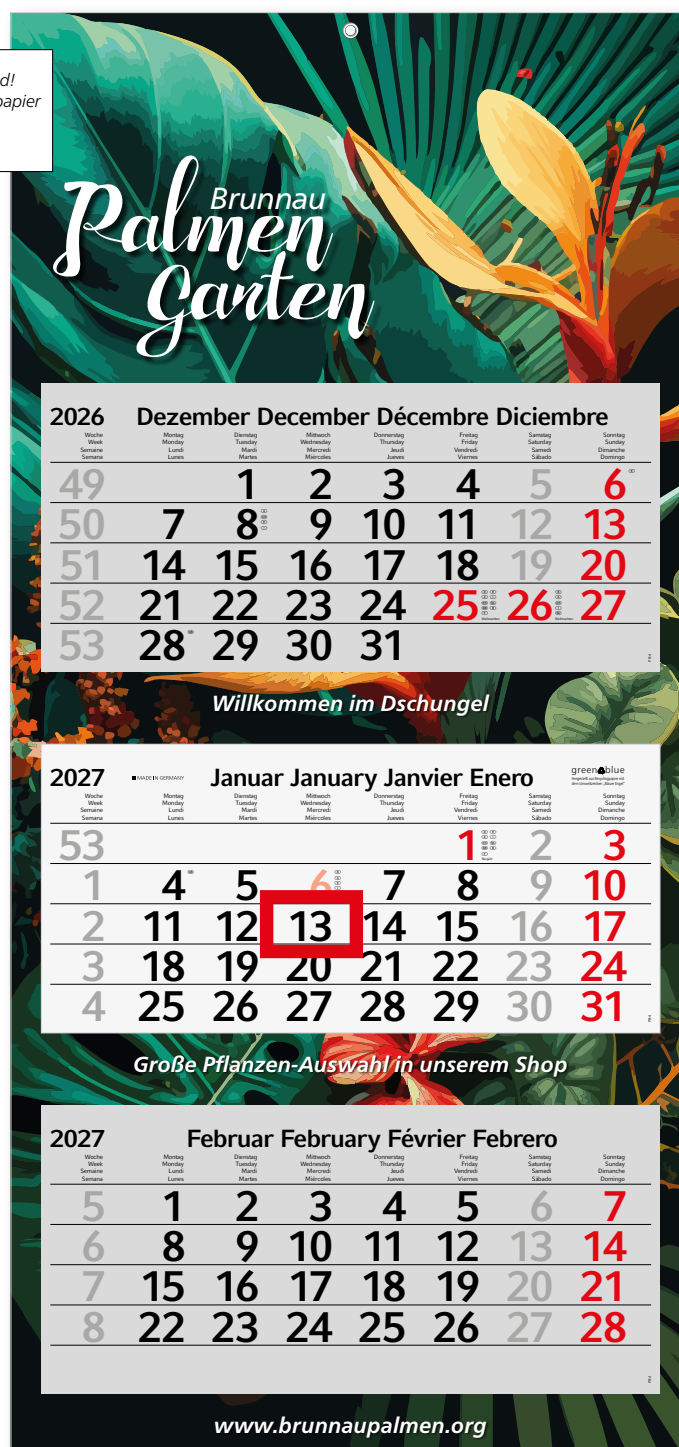 d!
papier
Brunnau
Palmen
Garten
2026 Dezember December Décembre Diciembre
Woche Montag Dienstag Mittwoch Donnerstag Freitag Samstag Sonntag
Week Monday Tuesday Wednesday Thursday Friday Saturday Sunday
Semaine Lundi Mardi Mercredi Jeudi Vendredi Samedi Dimanche
Semana Lunes Martes Miércoles Jueves Viernes Sábado Domingo
49 1 2 3 4 5 6
50 7 8 9 10 11 12 13
51 14 15 16 17 18 19 20
52 21 22 23 24 25 26 27
53 28 29 30 31
Willkommen im Dschungel
2027 MADE IN GERMANY Januar January Janvier Enero greenblue
Woche Montag Dienstag Mittwoch Donnerstag Freitag Samstag Sonntag
Week Monday Tuesday Wednesday Thursday Friday Saturday Sunday
Semaine Lundi Mardi Mercredi Jeudi Vendredi Samedi Dimanche
Semana Lunes Martes Miércoles Jueves Viernes Sábado Domingo
53 1 2 3
1 4 5 6 7 8 9 10
2 11 12 13 14 15 16 17
3 18 19 20 21 22 23 24
4 25 26 27 28 29 30 31
Große Pflanzen-Auswahl in unserem Shop
2027 Februar February Février Febrero
Woche Montag Dienstag Mittwoch Donnerstag Freitag Samstag Sonntag
Week Monday Tuesday Wednesday Thursday Friday Saturday Sunday
Semaine Lundi Mardi Mercredi Jeudi Vendredi Samedi Dimanche
Semana Lunes Martes Miércoles Jueves Viernes Sábado Domingo
5 1 2 3 4 5 6 7
6 8 9 10 11 12 13 14
7 15 16 17 18 19 20 21
8 22 23 24 25 26 27 28
www.brunnaupalmen.org